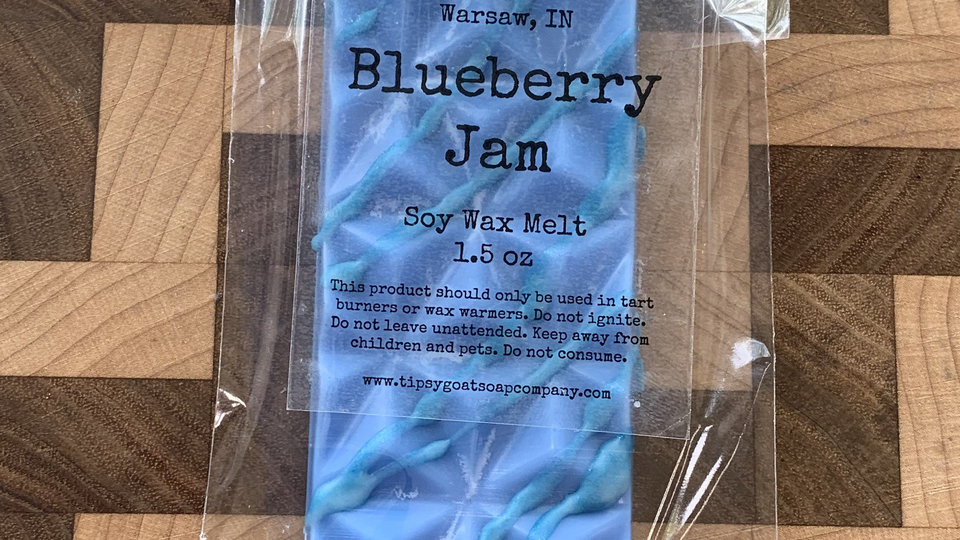 Warsaw, IN
Blueberry
Jam
Soy Wax Melt
1.5 oz
This product should only be used in tart
burners or wax warmers. Do not ignite.
Do not leave unattended. Keep away from
children and pets. Do not consume.
www.tipsygoatsoapcompany.com